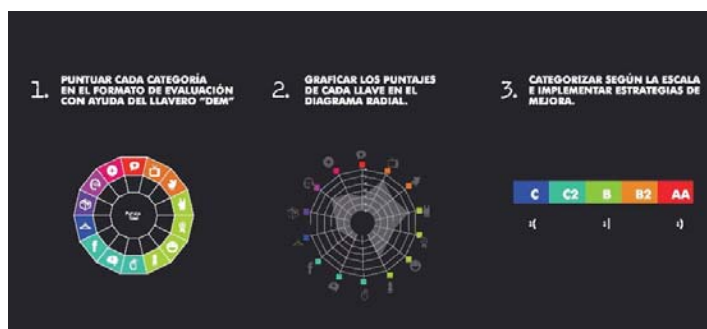 1. PUNTUAR CADA CATEGORÍA
EN EL FORMATO DE EVALUACIÓN
CON AYUDA DEL LLAVERO "DEM"
2. GRAFICAR LOS PUNTAJES
DE CADA LLAVE EN EL
DIAGRAMA RADIAL.
3. CATEGORIZAR SEGÚN LA ESCALA
E IMPLEMENTAR ESTRATEGIAS DE
MEJORA.
C C2 B B2 AA
:( :| :)